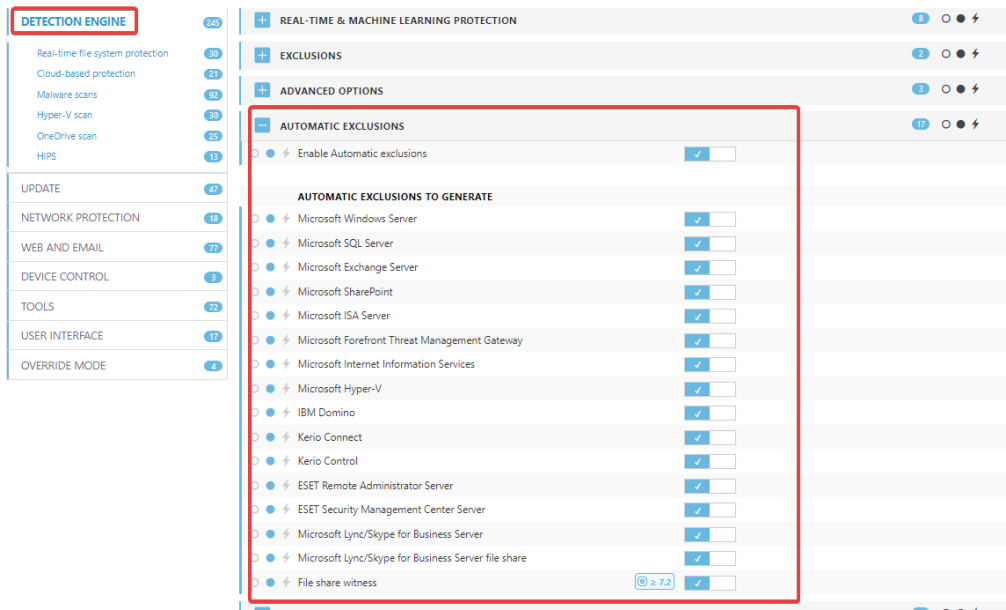 DETECTION ENGINE 245
Real-time file system protection 30
Cloud-based protection 21
Malware scans 92
Hyper-V scan 30
OneDrive scan 25
HIPS 13
UPDATE 47
NETWORK PROTECTION 18
WEB AND EMAIL 77
DEVICE CONTROL 3
TOOLS 72
USER INTERFACE 17
OVERRIDE MODE 4
REAL-TIME & MACHINE LEARNING PROTECTION 8
EXCLUSIONS 2
ADVANCED OPTIONS 3
AUTOMATIC EXCLUSIONS 17
Enable Automatic exclusions
AUTOMATIC EXCLUSIONS TO GENERATE
Microsoft Windows Server
Microsoft SQL Server
Microsoft Exchange Server
Microsoft SharePoint
Microsoft ISA Server
Microsoft Forefront Threat Management Gateway
Microsoft Internet Information Services
Microsoft Hyper-V
IBM Domino
Kerio Connect
Kerio Control
ESET Remote Administrator Server
ESET Security Management Center Server
Microsoft Lync/Skype for Business Server
Microsoft Lync/Skype for Business Server file share
File share witness ≥ 7.2